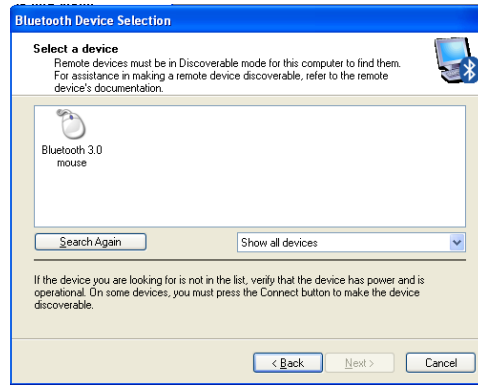 Bluetooth Device Selection
Select a device
Remote devices must be in Discoverable mode for this computer to find them.
For assistance in making a remote device discoverable, refer to the remote
device's documentation.
Bluetooth 3.0
mouse
Search Again
Show all devices
If the device you are looking for is not in the list, verify that the device has power and is
operational. On some devices, you must press the Connect button to make the device
discoverable.
< Back
Next >
Cancel